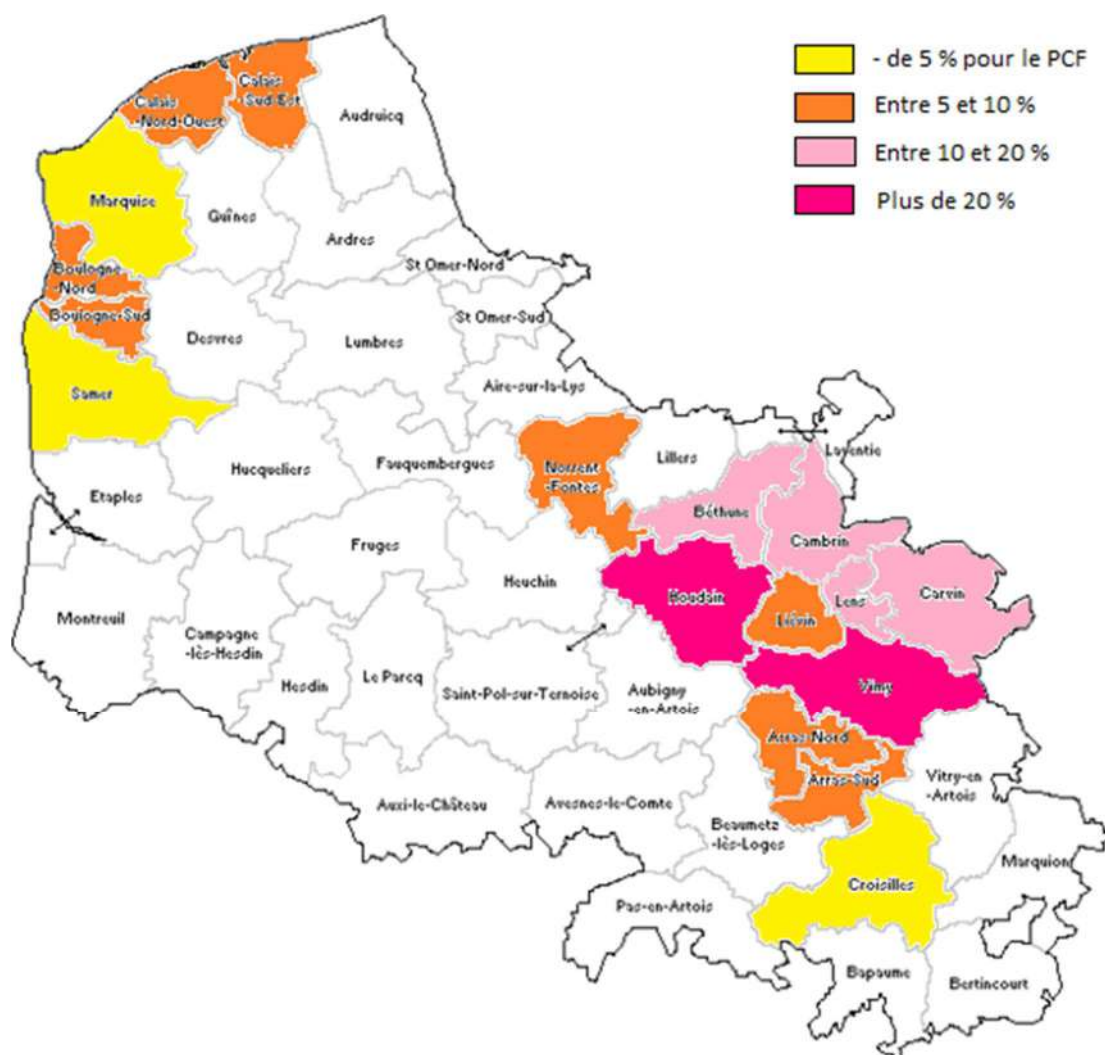 - de 5 % pour le PCF
Entre 5 et 10 %
Entre 10 et 20 %
Plus de 20 %
Calais
-Nord-Ouest
Calais
-Sud-Est
Audruicq
Marquise
Guînes
Ardres
St Omer-Nord
Boulogne
-Nord
Boulogne-Sud
Desvres
Lumbres
St Omer-Sud
Samer
Aire-sur-la-Lys
Hucqueliers
Fauquembergues
Norrent
-Fontes
Lillers
Laventie
Etaples
Béthune
Cambrin
Fruges
Heuchin
Houdain
Lens
Carvin
Liévin
Montreuil
Campagne
-lès-Hesdin
Hesdin
Le Parcq
Saint-Pol-sur-Ternoise
Aubigny
-en-Artois
Vimy
Arras-Nord
Arras-Sud
Vitry-en
-Artois
Auxi-le-Château
Avesnes-le-Comte
Beaumetz
-lès-Loges
Marquion
Croisilles
Pas-en-Artois
Bapaume
Bertincourt